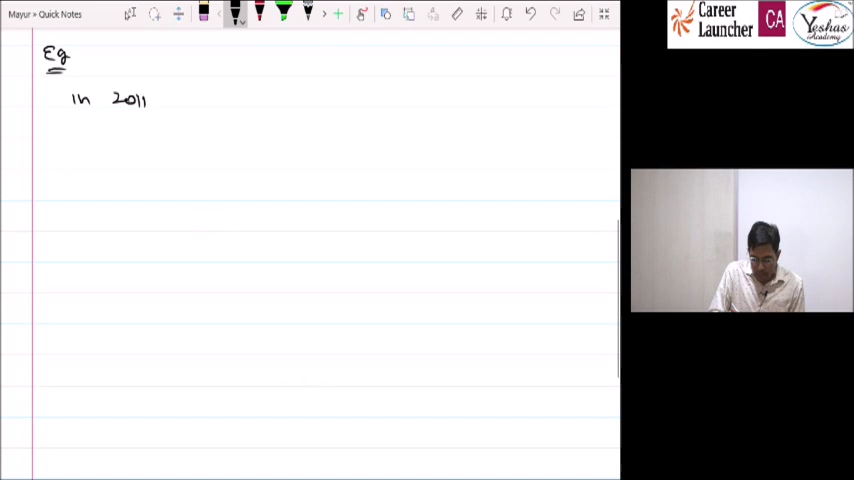 Mayur » Quick Notes
Career
Launcher
CA
Yeshas
Academy
Eg
in 2011